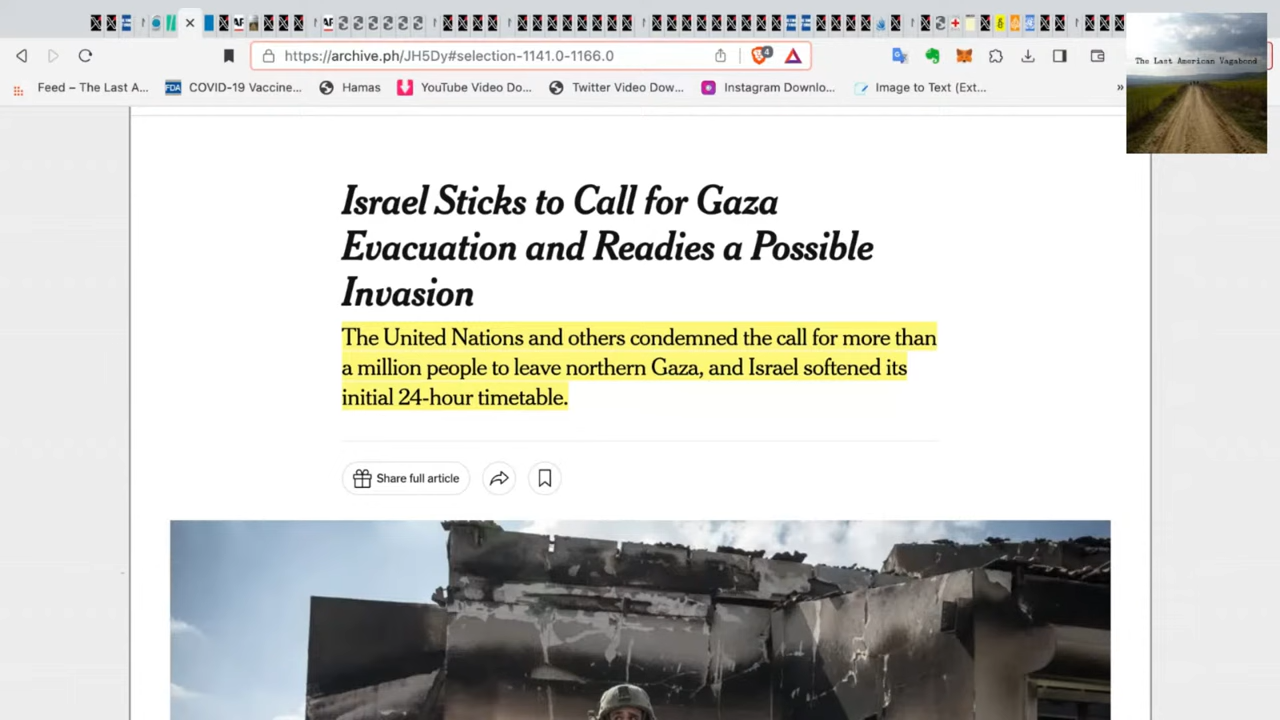 https://archive.ph/JH5Dy#selection-1141.0-1166.0
4
The Last American Vagabond
Feed – The Last A...
FDA
COVID-19 Vaccine...
Hamas
YouTube Video Do...
Twitter Video Dow...
Instagram Downlo...
Image to Text (Ext...
»
Israel Sticks to Call for Gaza
Evacuation and Readies a Possible
Invasion
The United Nations and others condemned the call for more than
a million people to leave northern Gaza, and Israel softened its
initial 24-hour timetable.
Share full article